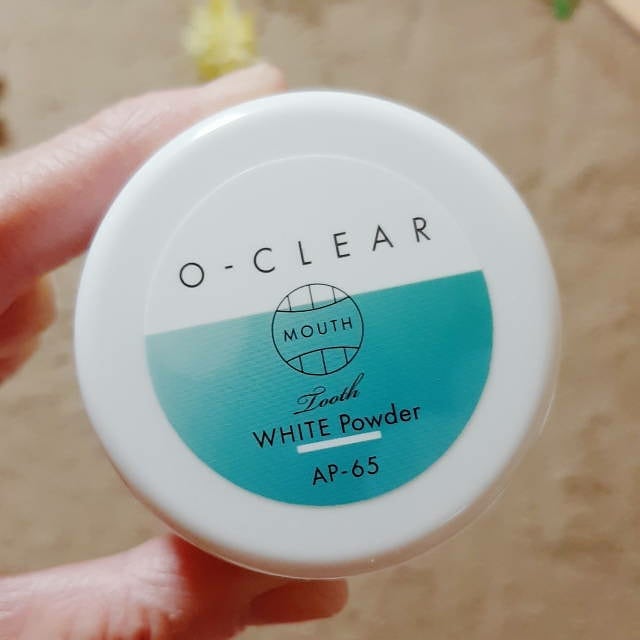 O-CLEAR
MOUTH
Tooth
WHITE Powder
AP-65